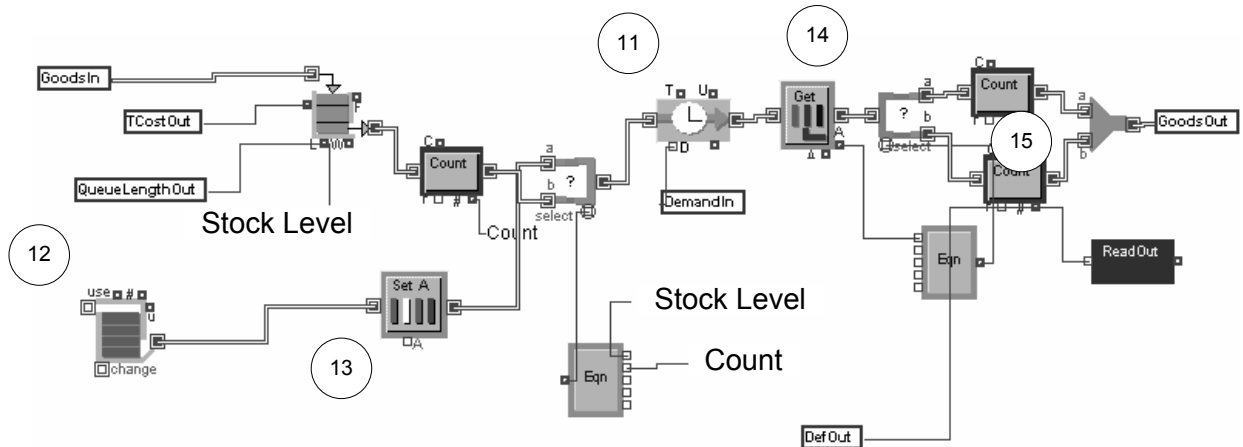 11
14
GoodsIn
TCostOut
QueueLengthOut
F
L W
Stock Level
C
Count
r #
Count
a
b
?
select
T U
D
DemandIn
Get
A
Δ
a
b
?
select
C
Count
15
Count
r #
a
b
GoodsOut
12
use # u
change
Set A
A
13
Eqn
Stock Level
Count
Eqn
ReadOut
DefOut